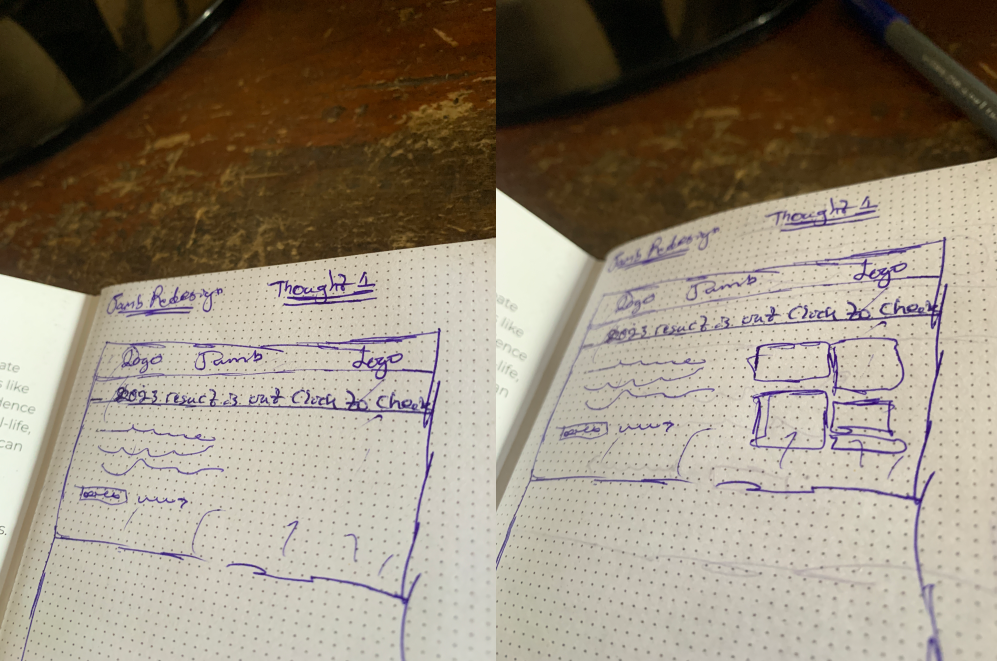 Jamb Redesign Thought 1
Logo Jamb Logo
2023 result is out Click to check
ate
like
lence
l-life,
can
s.
Jamb Redesign Thought 1
Logo Jamb Logo
2023 result is out Click to check
ate
like
ence
-life,
an